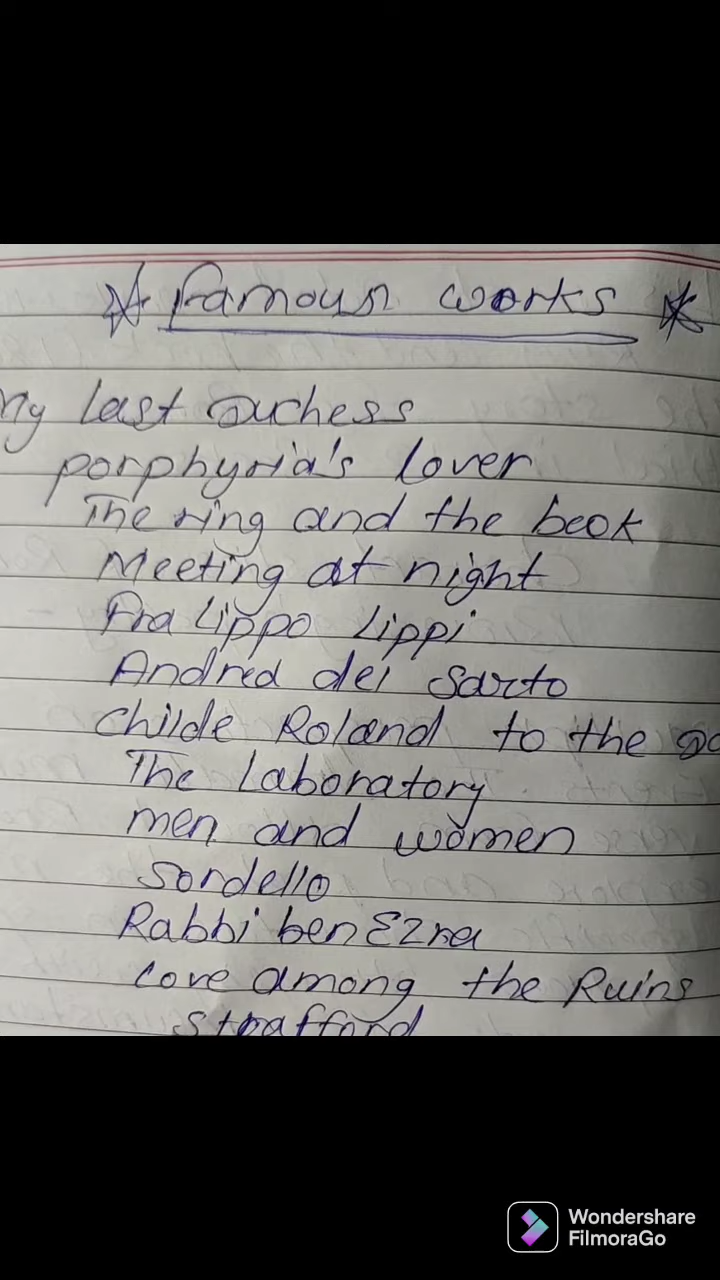 Famous works
My last Duchess
porphyria's lover
The ring and the book
Meeting at night
Fra Lippo Lippi
Andrea del Sarto
Childe Roland to the
The Laboratory
men and women
Sordello
Rabbi ben Ezra
Love among the Ruins
Strafford
Wondershare
FilmoraGo